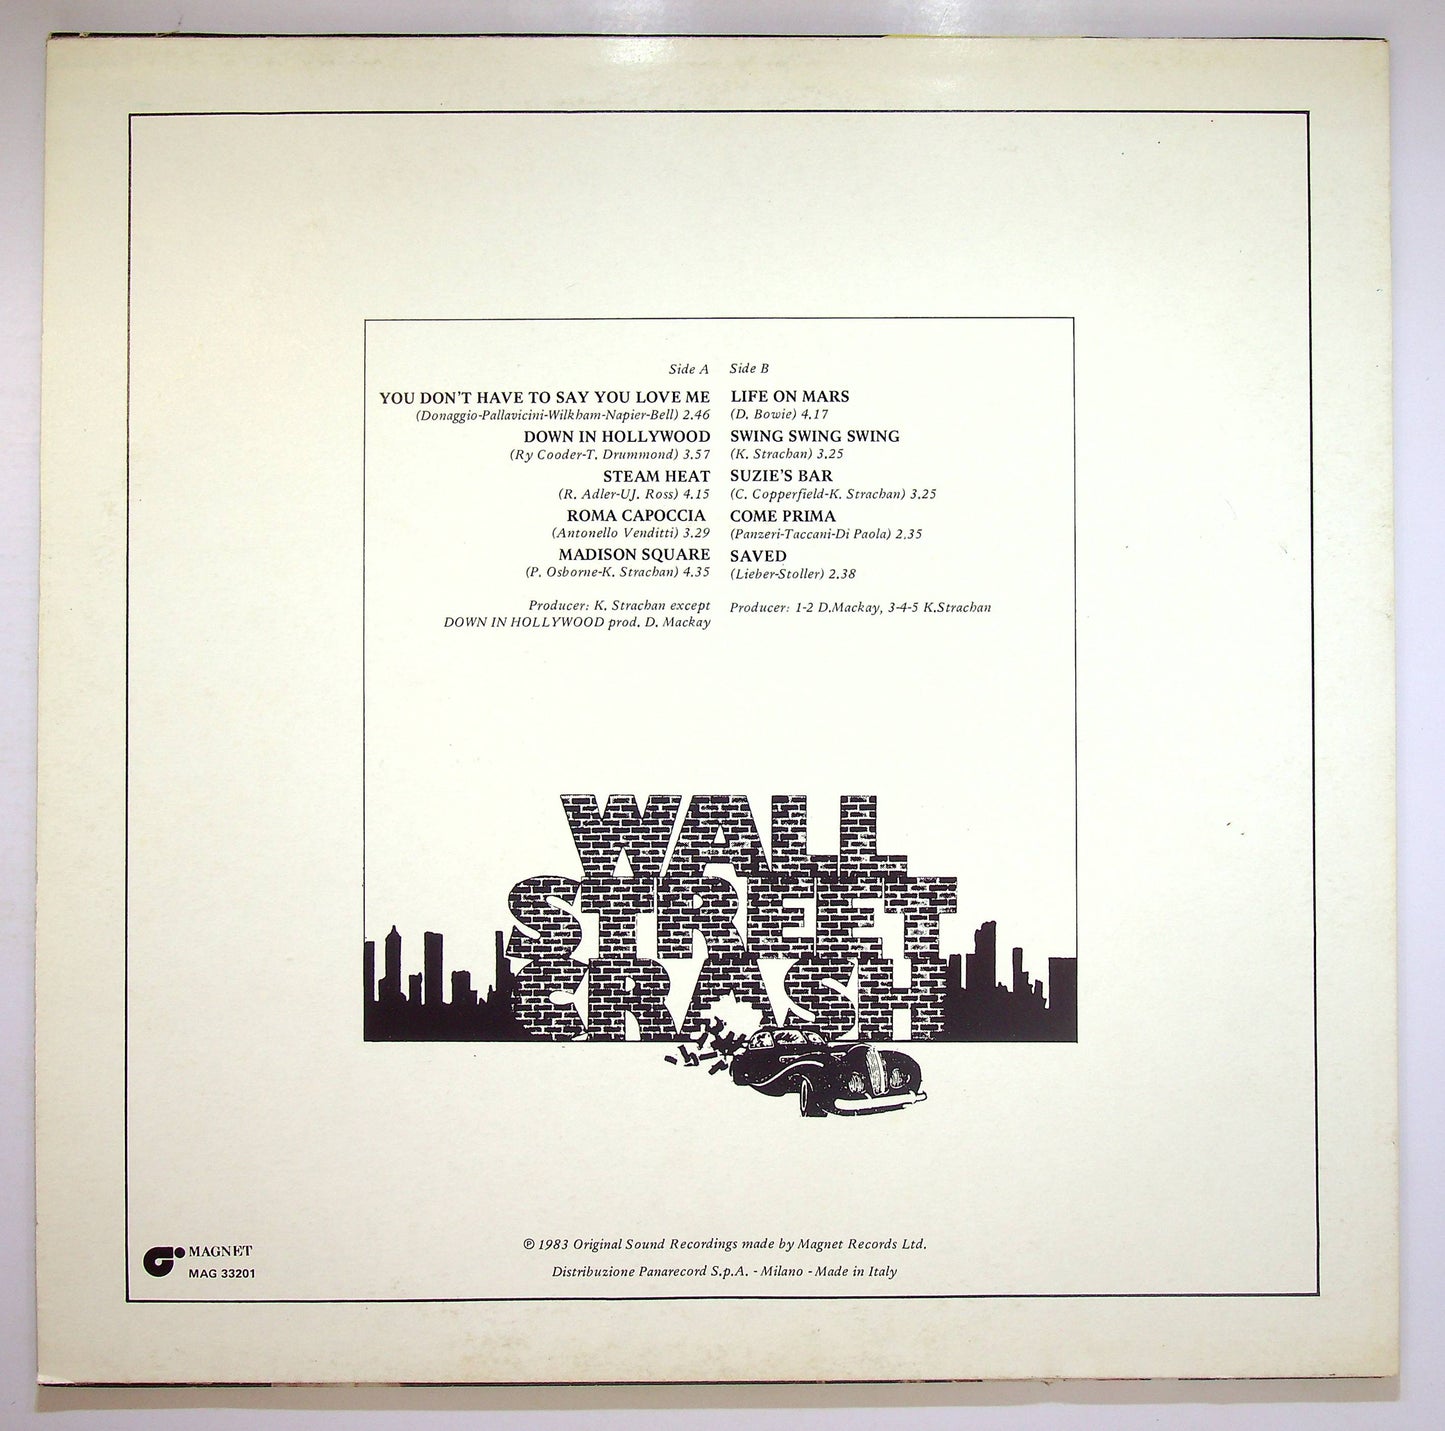 Side A
YOU DON'T HAVE TO SAY YOU LOVE ME
(Donaggio-Pallavicini-Wilkham-Napier-Bell) 2.46
DOWN IN HOLLYWOOD
(Ry Cooder-T. Drummond) 3.57
STEAM HEAT
(R. Adler-UJ. Ross) 4.15
ROMA CAPOCCIA
(Antonello Venditti) 3.29
MADISON SQUARE
(P. Osborne-K. Strachan) 4.35
Producer: K. Strachan except
DOWN IN HOLLYWOOD prod. D. Mackay
Side B
LIFE ON MARS
(D. Bowie) 4.17
SWING SWING SWING
(K. Strachan) 3.25
SUZIE'S BAR
(C. Copperfield-K. Strachan) 3.25
COME PRIMA
(Panzeri-Taccani-Di Paola) 2.35
SAVED
(Lieber-Stoller) 2.38
Producer: 1-2 D.Mackay, 3-4-5 K.Strachan
WALL
STREET
CRASH
MAGNET
MAG 33201
℗ 1983 Original Sound Recordings made by Magnet Records Ltd.
Distribuzione Panarecord S.p.A. - Milano - Made in Italy